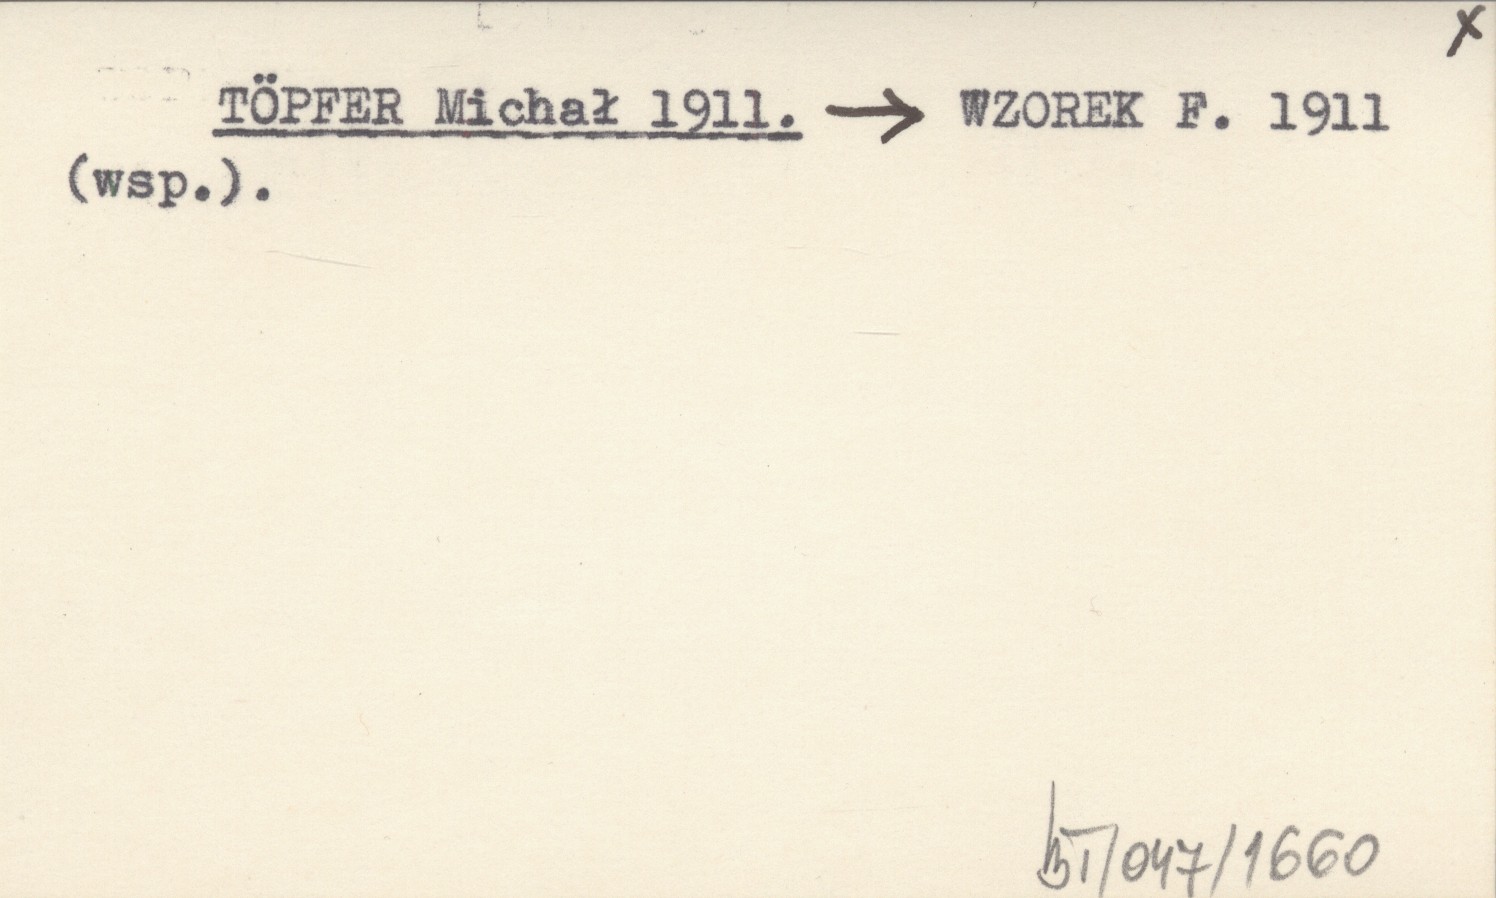 x
TÖPFER Michał 1911. → WZOREK F. 1911
(wsp.).
BI/047/1660